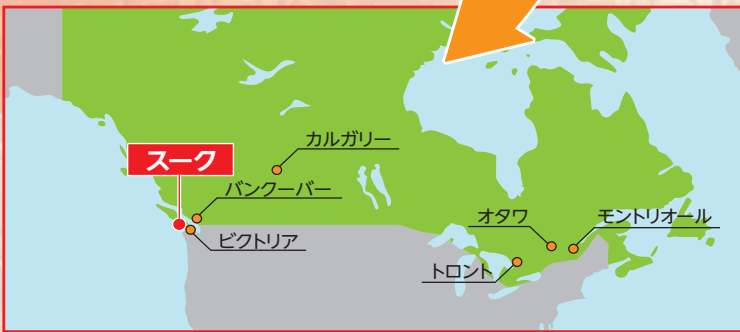 カルガリー
スーク
バンクーバー
オタワ
モントリオール
ビクトリア
トロント